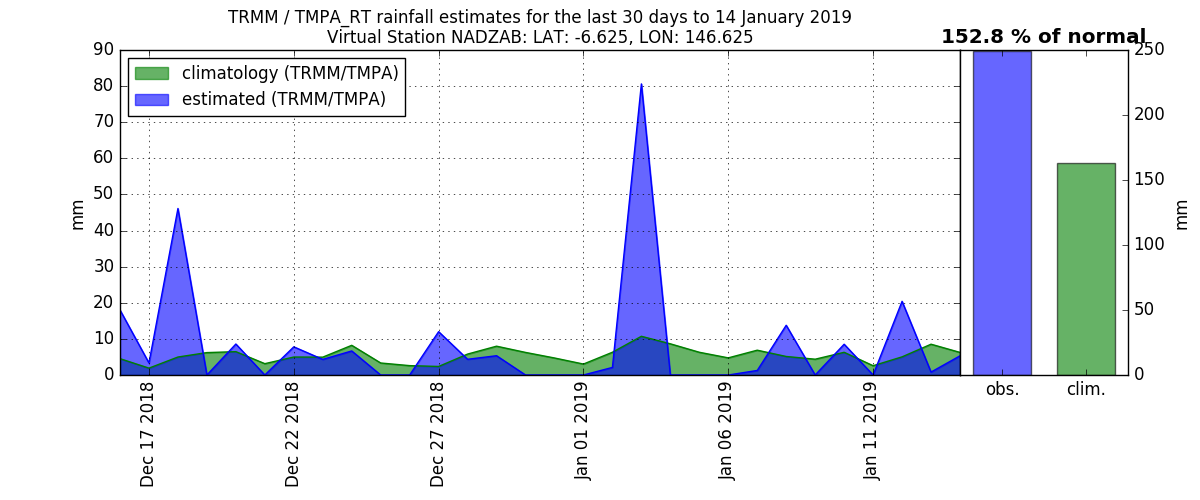 TRMM / TMPA_RT rainfall estimates for the last 30 days to 14 January 2019
Virtual Station NADZAB: LAT: -6.625, LON: 146.625
152.8 % of normal
climatology (TRMM/TMPA)
estimated (TRMM/TMPA)
90
80
70
60
50
40
30
20
10
0
mm
Dec 17 2018
Dec 22 2018
Dec 27 2018
Jan 01 2019
Jan 06 2019
Jan 11 2019
obs.
clim.
250
200
150
100
50
0
mm